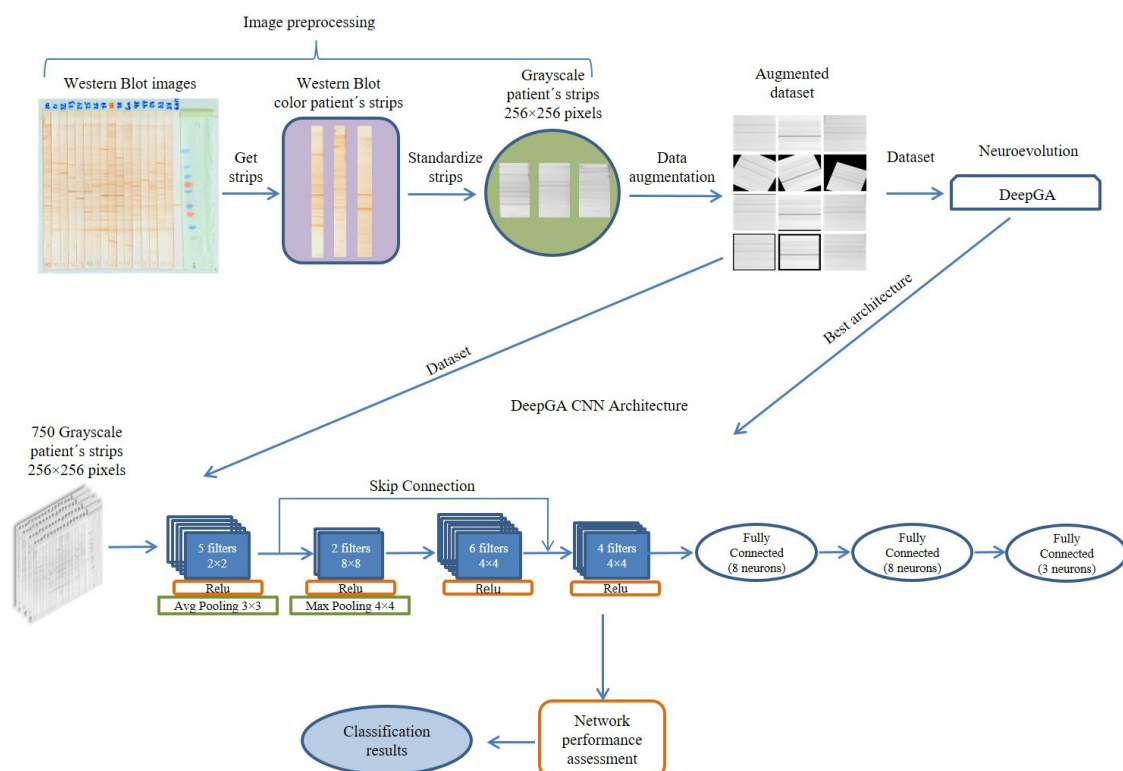 Image preprocessing
Western Blot images
Western Blot
color patient´s strips
Grayscale
patient´s strips
256×256 pixels
Augmented
dataset
Get
strips
Standardize
strips
Data
augmentation
Dataset
Neuroevolution
DeepGA
Dataset
Best architecture
DeepGA CNN Architecture
750 Grayscale
patient´s strips
256×256 pixels
Skip Connection
5 filters
2×2
Relu
Avg Pooling 3×3
2 filters
8×8
Relu
Max Pooling 4×4
6 filters
4×4
Relu
4 filters
4×4
Relu
Fully
Connected
(8 neurons)
Fully
Connected
(8 neurons)
Fully
Connected
(3 neurons)
Network
performance
assessment
Classification
results